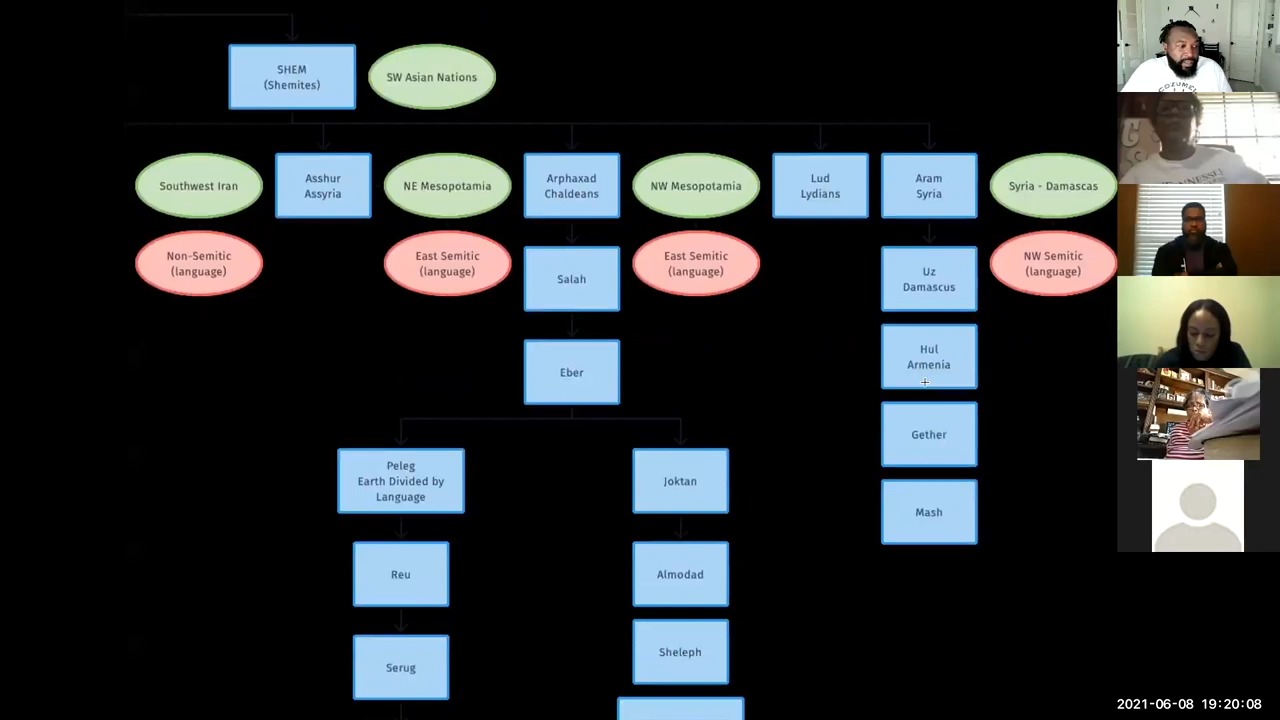 SHEM
(Shemites)
SW Asian Nations
Southwest Iran
Asshur
Assyria
NE Mesopotamia
Arphaxad
Chaldeans
NW Mesopotamia
Lud
Lydians
Aram
Syria
Syria - Damascas
Non-Semitic
(language)
East Semitic
(language)
Salah
East Semitic
(language)
Uz
Damascus
NW Semitic
(language)
Hul
Armenia
Eber
Gether
Peleg
Earth Divided by
Language
Joktan
Mash
Reu
Almodad
Sheleph
Serug
2021-06-08 19:20:08